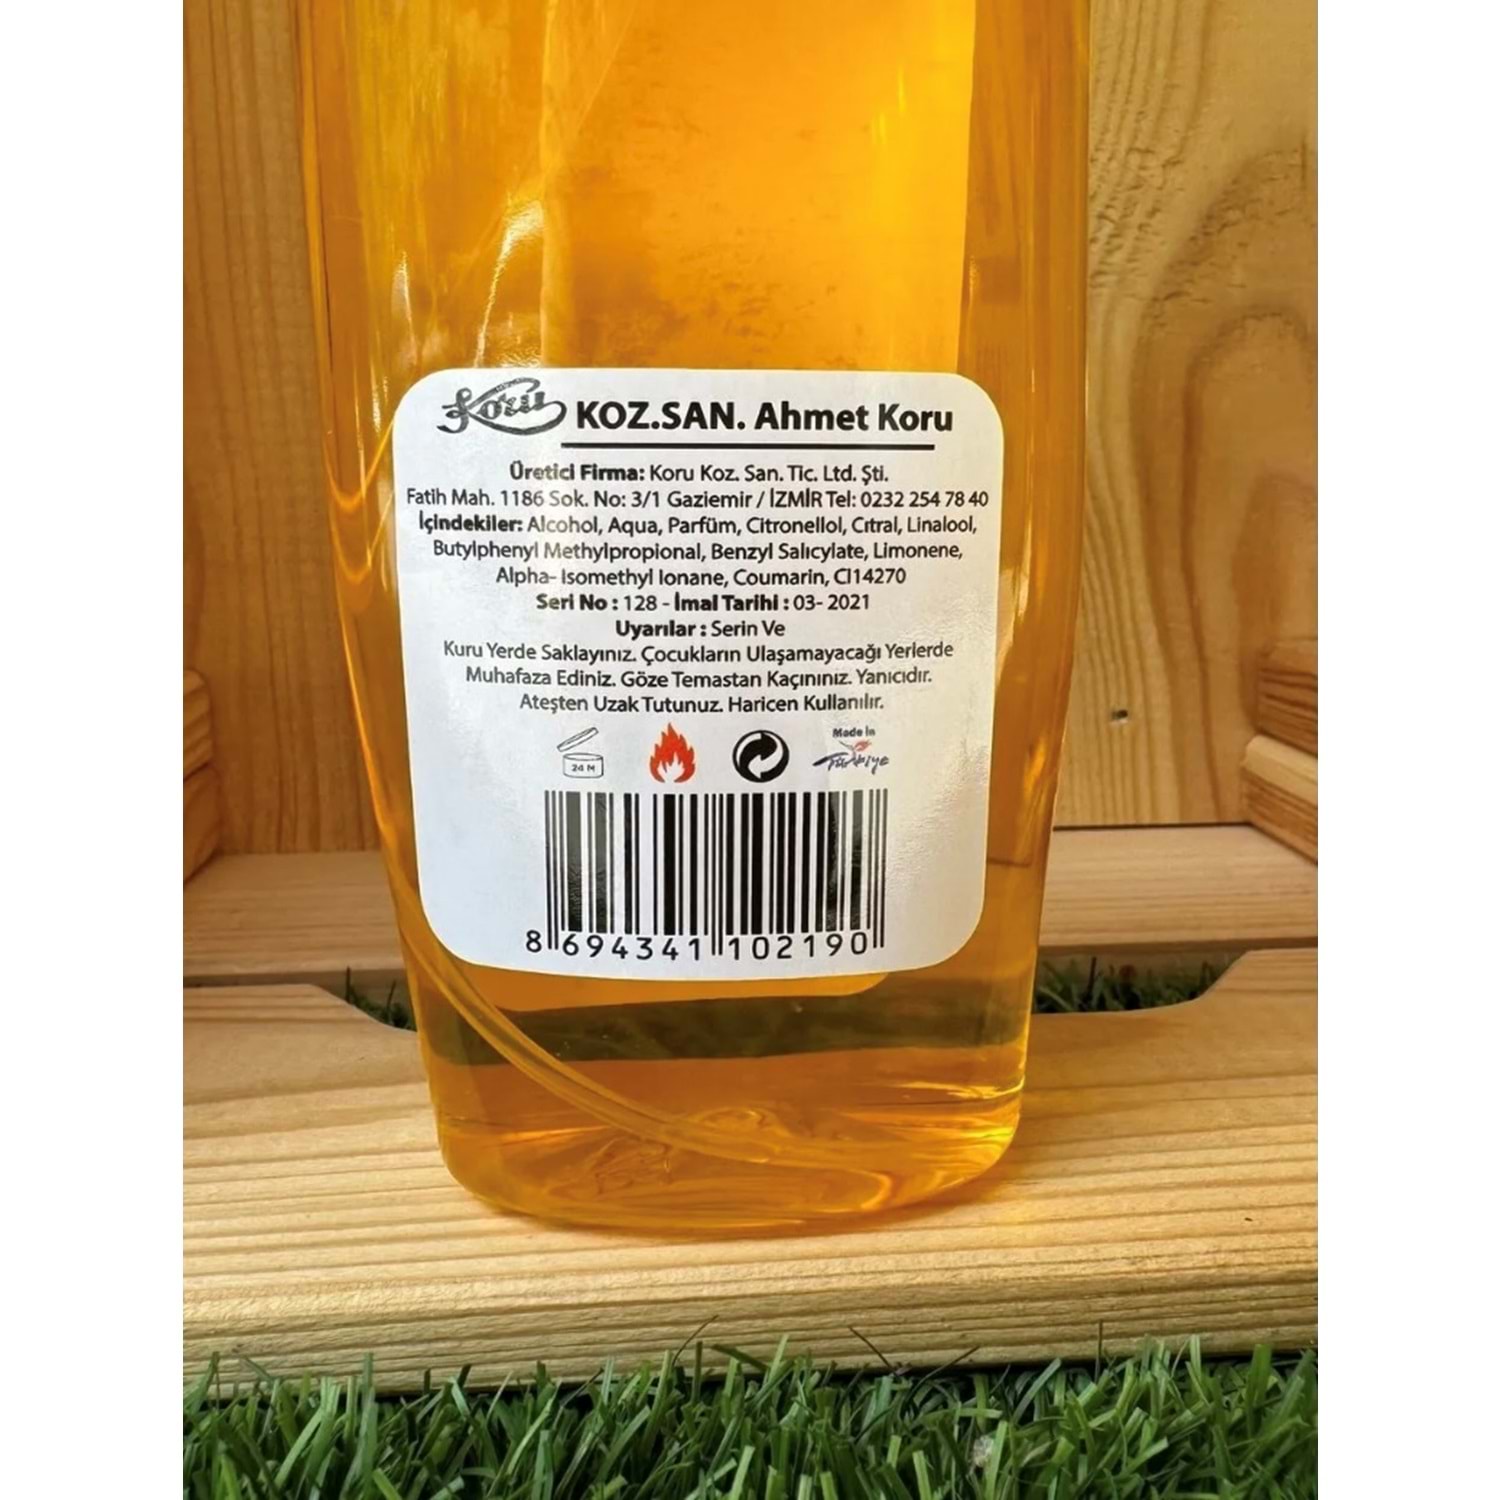 Koru KOZ.SAN. Ahmet Koru
Üretici Firma: Koru Koz. San. Tic. Ltd. Şti.
Fatih Mah. 1186 Sok. No: 3/1 Gaziemir / İZMİR Tel: 0232 254 78 40
İçindekiler: Alcohol, Aqua, Parfüm, Citronellol, Cıtral, Linalool,
Butylphenyl Methylpropional, Benzyl Salıcylate, Limonene,
Alpha- Isomethyl Ionane, Coumarin, CI14270
Seri No : 128 - İmal Tarihi : 03- 2021
Uyarılar : Serin Ve
Kuru Yerde Saklayınız. Çocukların Ulaşamayacağı Yerlerde
Muhafaza Ediniz. Göze Temastan Kaçınınız. Yanıcıdır.
Ateşten Uzak Tutunuz. Haricen Kullanılır.
24 M
Made in
Türkiye
8 694341 102190